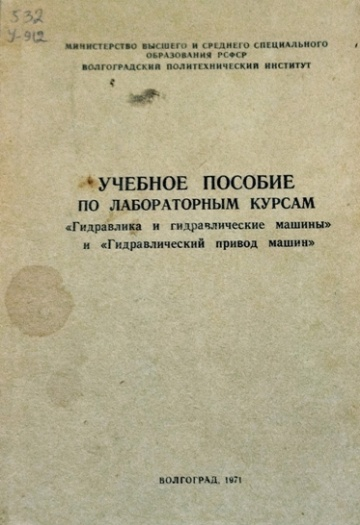 532
У-912
МИНИСТЕРСТВО ВЫСШЕГО И СРЕДНЕГО СПЕЦИАЛЬНОГО
ОБРАЗОВАНИЯ РСФСР
ВОЛГОГРАДСКИЙ ПОЛИТЕХНИЧЕСКИЙ ИНСТИТУТ
УЧЕБНОЕ ПОСОБИЕ
ПО ЛАБОРАТОРНЫМ КУРСАМ
«Гидравлика и гидравлические машины»
и «Гидравлический привод машин»
ВОЛГОГРАД, 1971